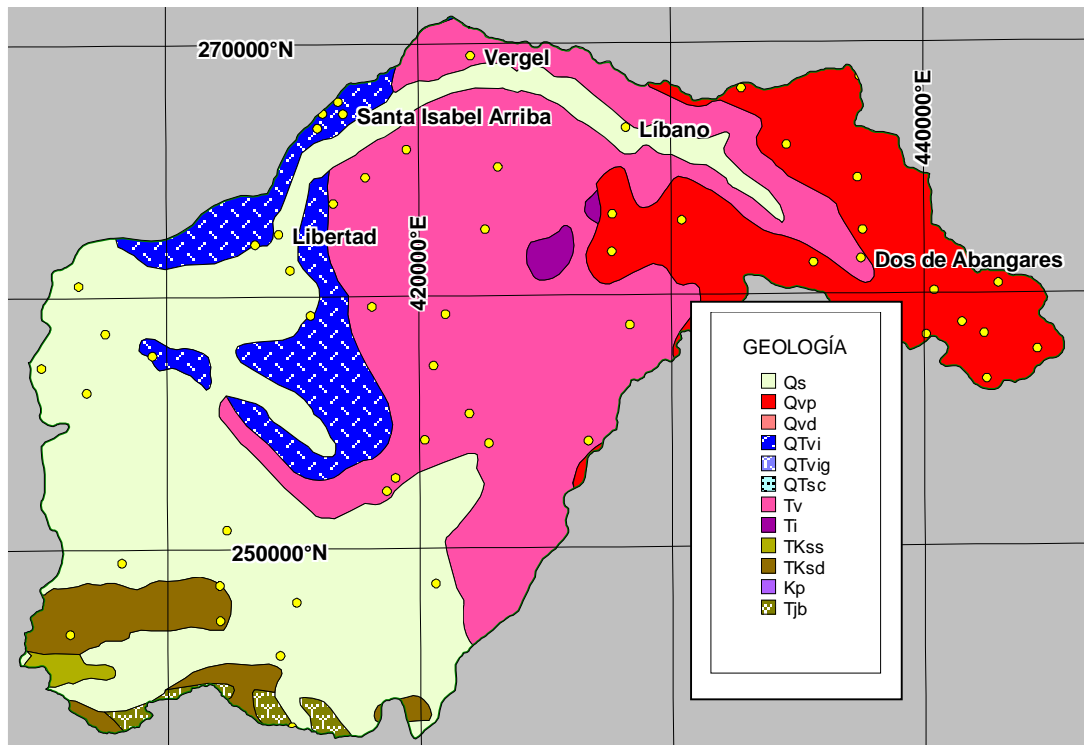 270000°N
Vergel
Santa Isabel Arriba
Líbano
440000°E
Libertad
420000°E
Dos de Abangares
250000°N
GEOLOGÍA
Qs
Qvp
Qvd
QTvi
QTvig
QTsc
Tv
Ti
TKss
TKsd
Kp
Tjb